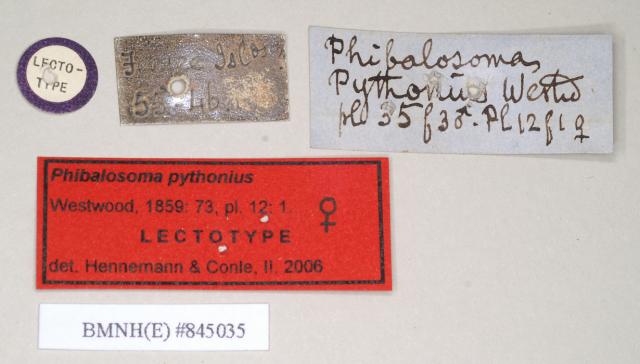 LECTO-
TYPE
Phibalosoma
Pythonius Westw
pl. 35 f 3 ♂. Pl 12 f 1 ♀
Phibalosoma pythonius
Westwood, 1859: 73, pl. 12: 1. ♀
LECTOTYPE
det. Hennemann & Conle, II. 2006
BMNH(E) #845035